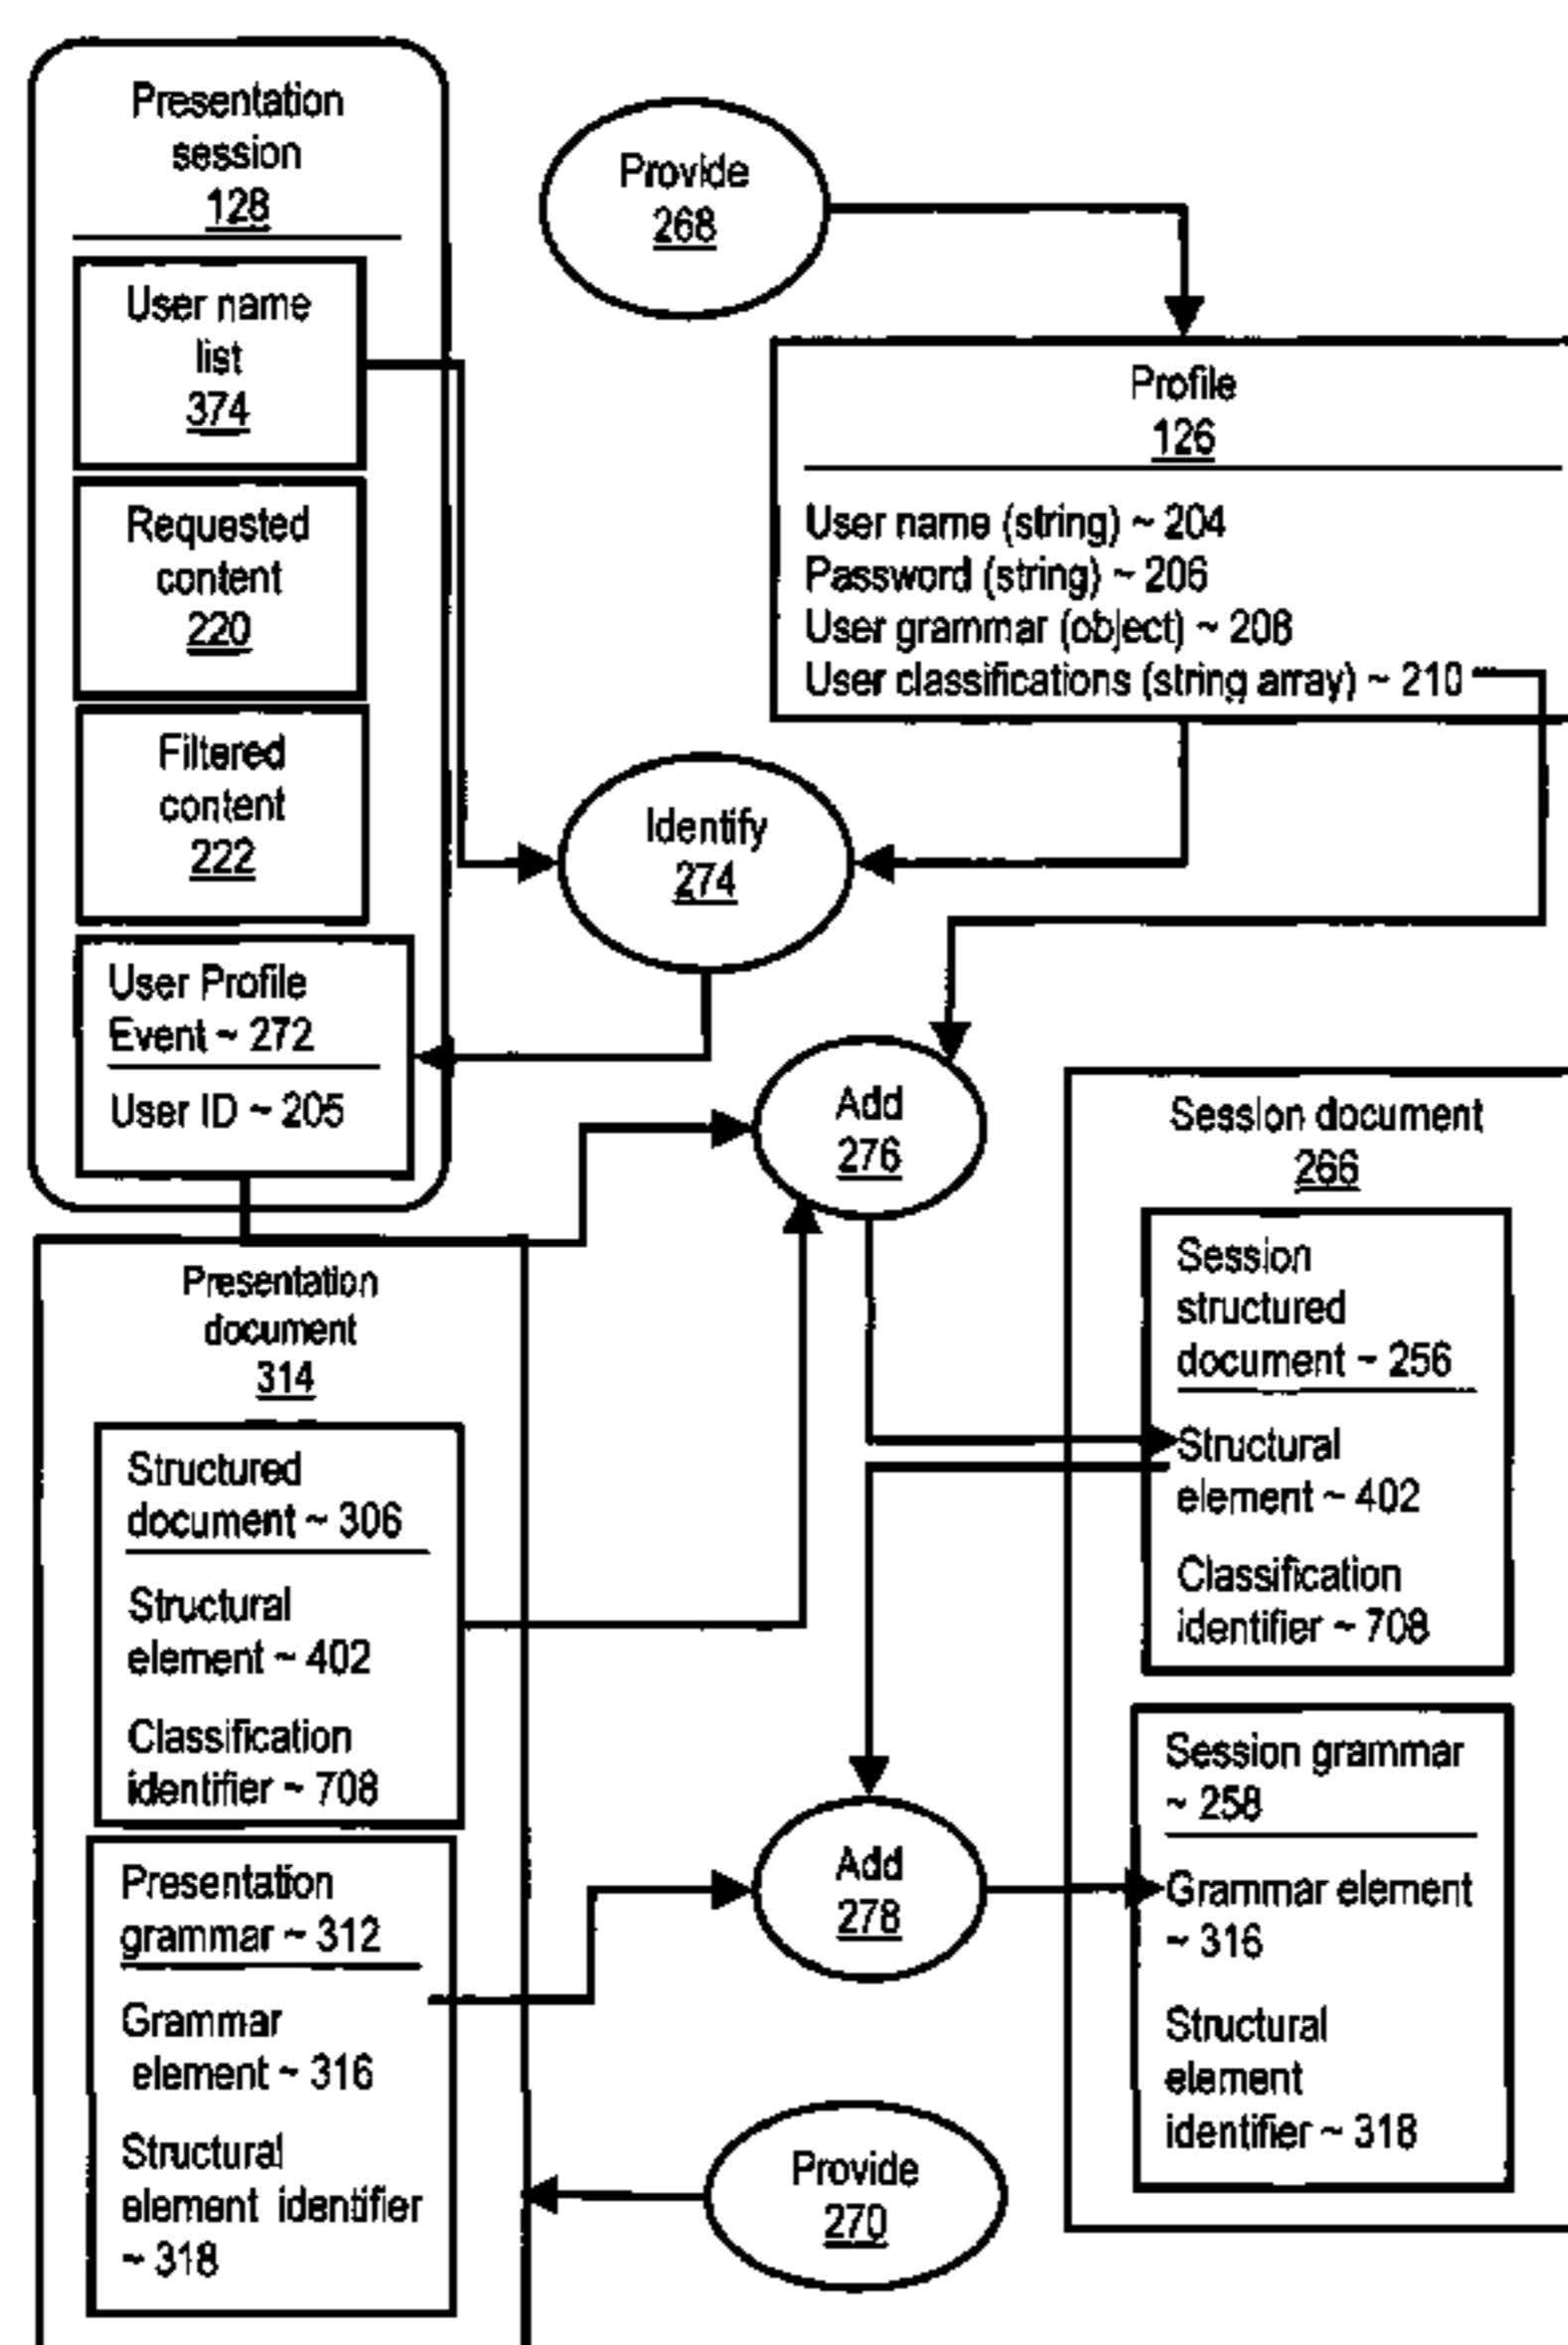 Presentation
session
128
User name
list
374
Requested
content
220
Filtered
content
222
User Profile
Event ~ 272
User ID ~ 205
Provide
268
Profile
126
User name (string) ~ 204
Password (string) ~ 206
User grammar (object) ~ 208
User classifications (string array) ~ 210
Identify
274
Add
276
Presentation
document
314
Structured
document ~ 306
Structural
element ~ 402
Classification
identifier ~ 708
Presentation
grammar ~ 312
Grammar
element ~ 316
Structural
element identifier
~ 318
Session document
266
Session
structured
document ~ 256
Structural
element ~ 402
Classification
identifier ~ 708
Session grammar
~ 258
Grammar element
~ 316
Structural
element
identifier ~ 318
Add
278
Provide
270